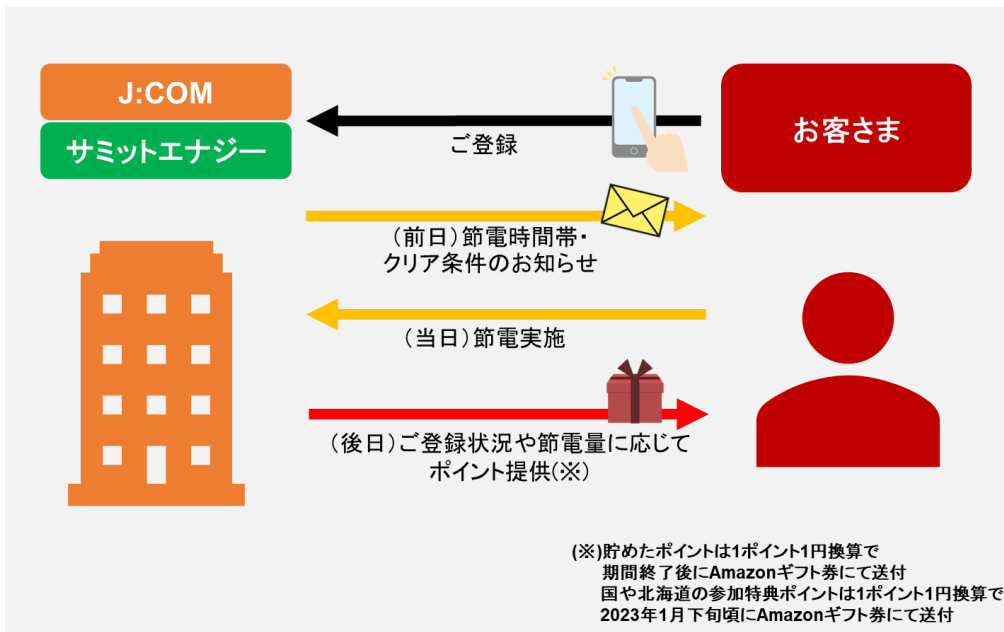 J:COM
サミットエナジー
お客さま
ご登録
（前日）節電時間帯・
クリア条件のお知らせ
（当日）節電実施
（後日）ご登録状況や節電量に応じて
ポイント提供(※)
(※)貯めたポイントは1ポイント1円換算で
期間終了後にAmazonギフト券にて送付
国や北海道の参加特典ポイントは1ポイント1円換算で
2023年1月下旬頃にAmazonギフト券にて送付